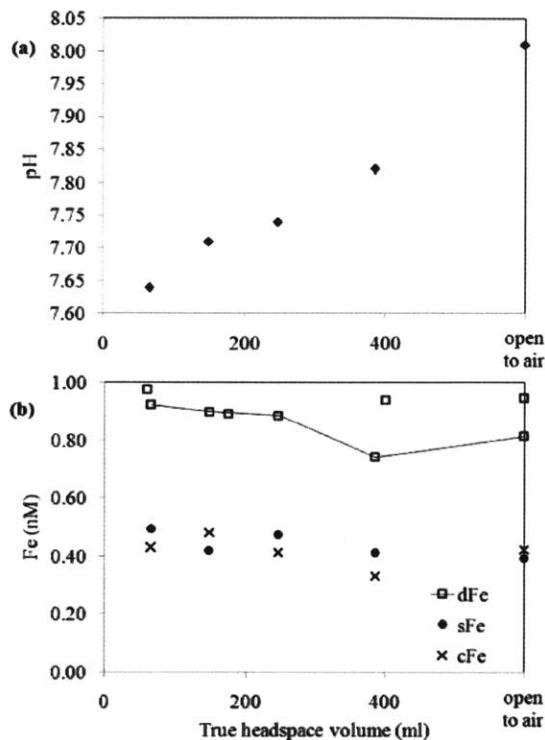 (a)
pH
8.05
8.00
7.95
7.90
7.85
7.80
7.75
7.70
7.65
7.60
0
200
400
open
to air
(b)
Fe (nM)
1.00
0.80
0.60
0.40
0.20
0.00
dFe
sFe
cFe
0
200
400
open
to air
True headspace volume (ml)